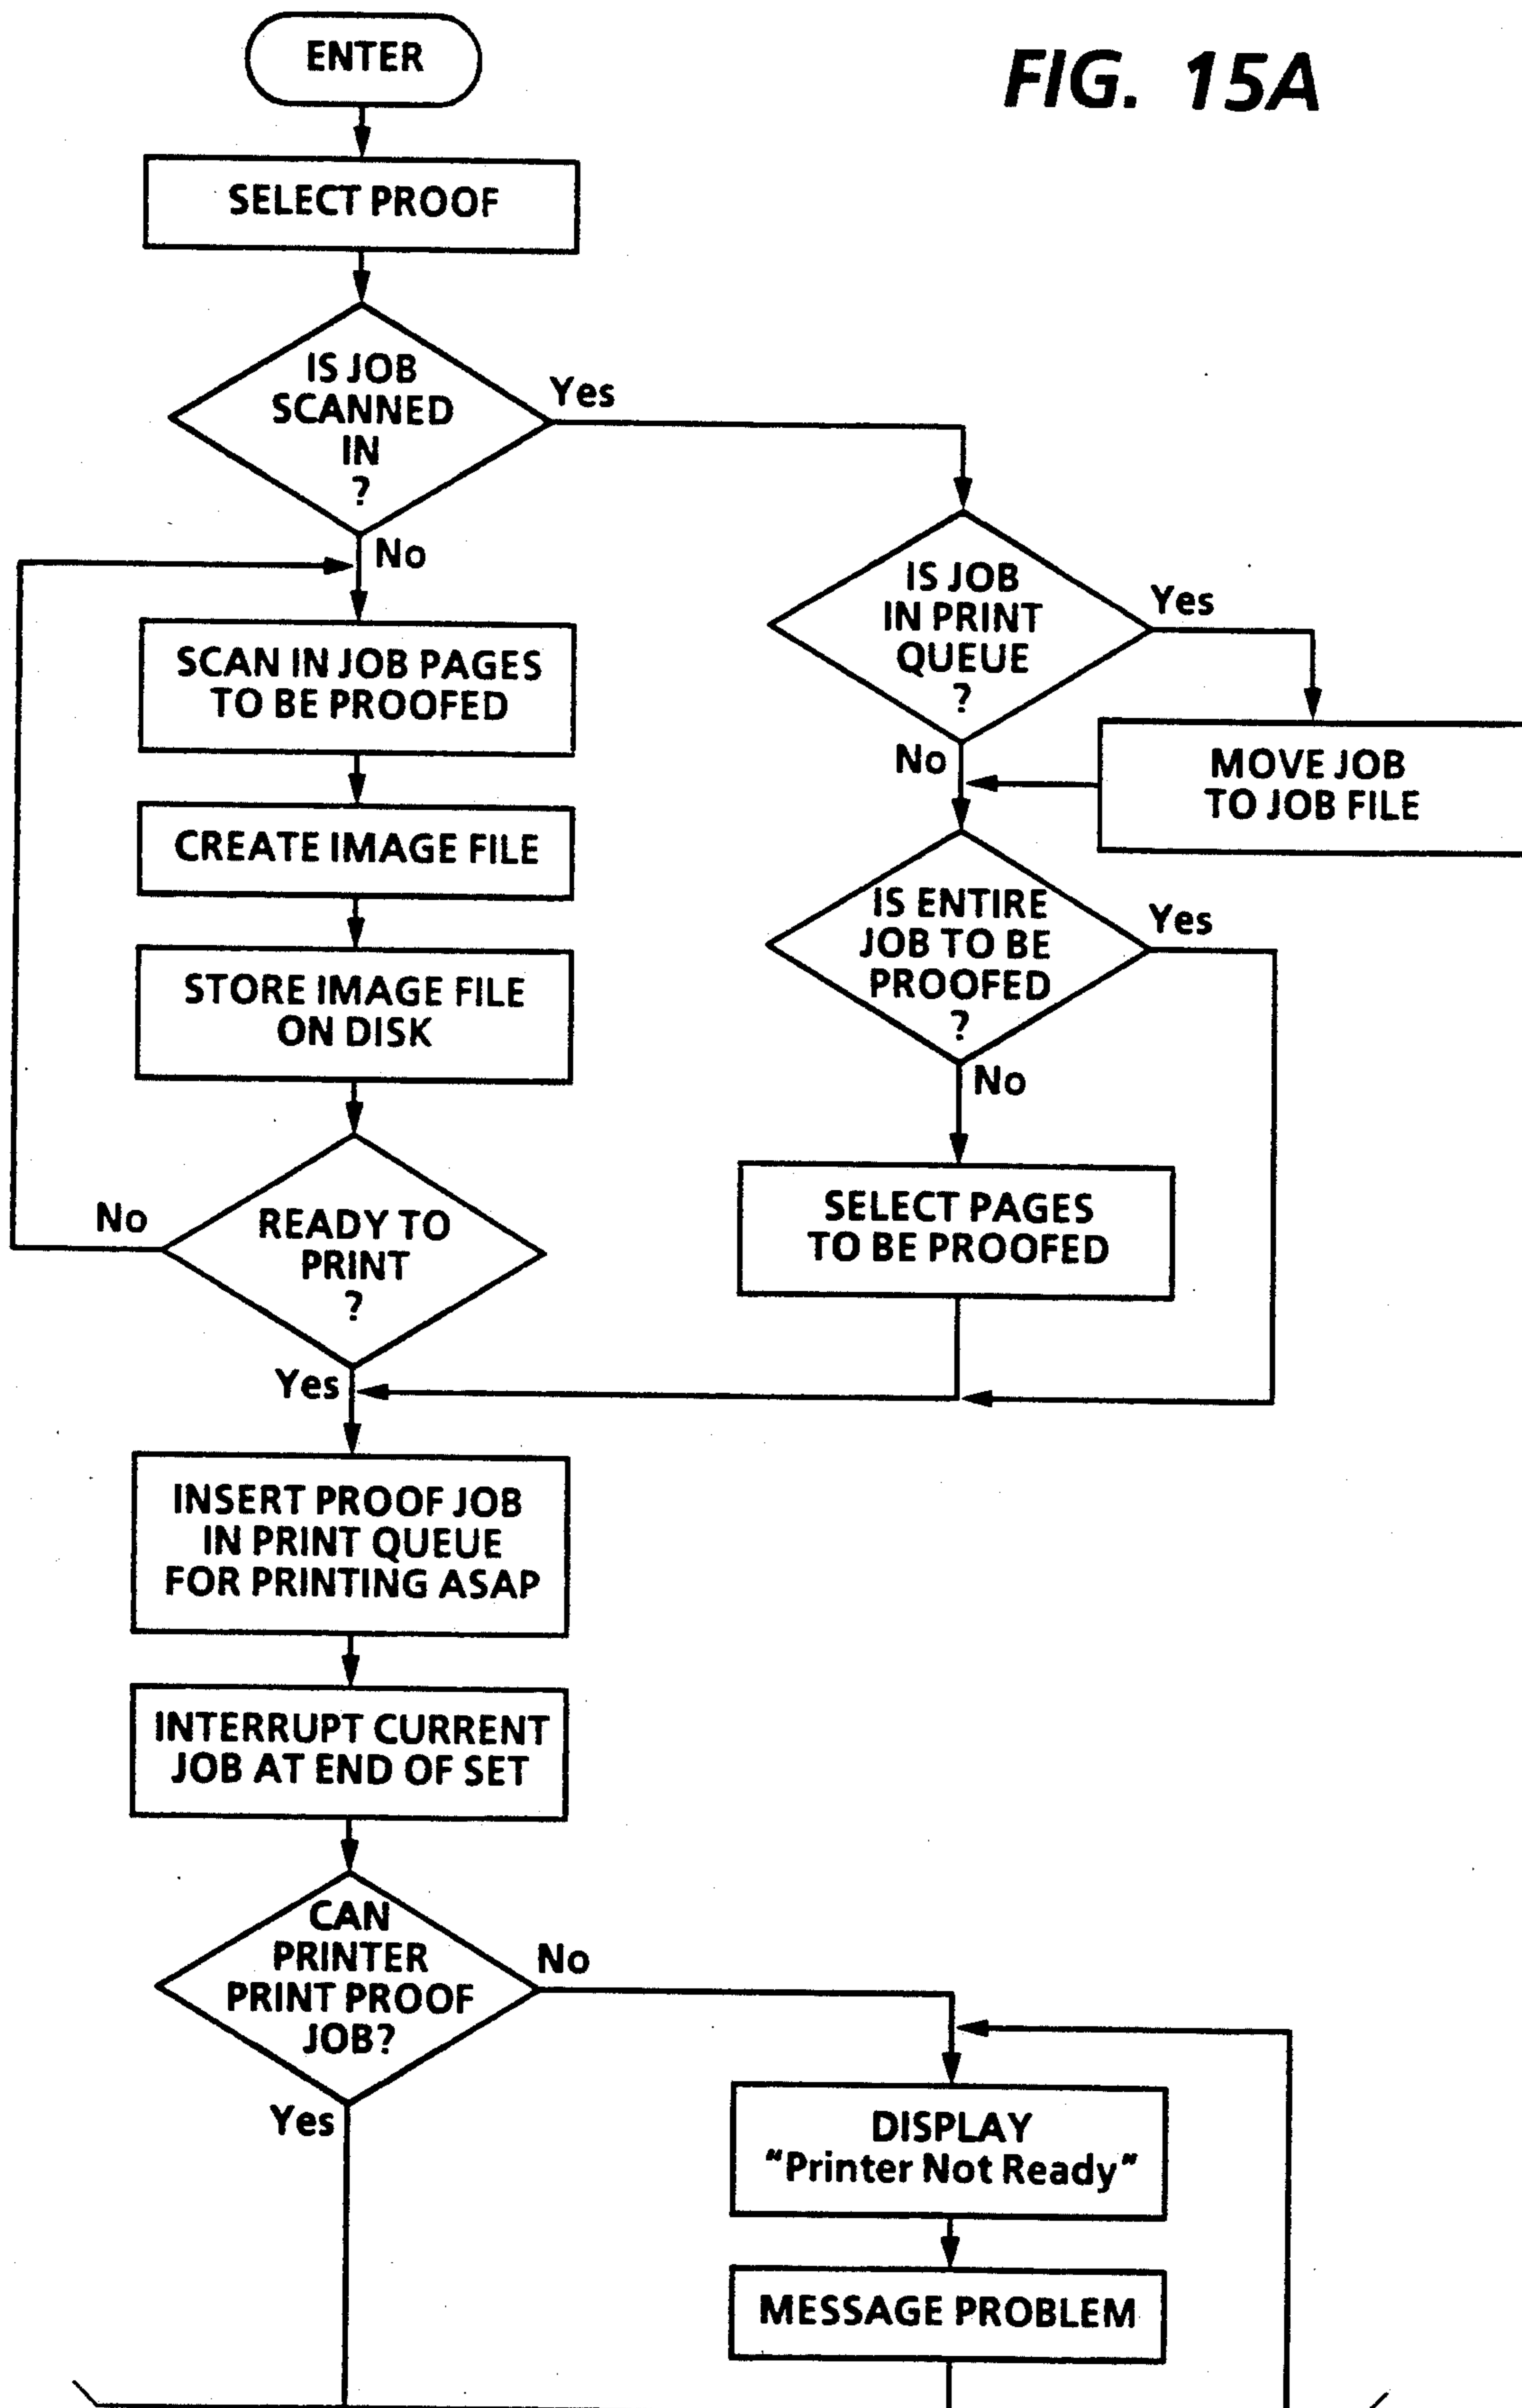 FIG. 15A
ENTER
SELECT PROOF
IS JOB
SCANNED
IN
?
Yes
No
IS JOB
IN PRINT
QUEUE
?
Yes
No
MOVE JOB
TO JOB FILE
SCAN IN JOB PAGES
TO BE PROOFED
CREATE IMAGE FILE
STORE IMAGE FILE
ON DISK
IS ENTIRE
JOB TO BE
PROOFED
?
Yes
No
SELECT PAGES
TO BE PROOFED
READY TO
PRINT
?
No
Yes
INSERT PROOF JOB
IN PRINT QUEUE
FOR PRINTING ASAP
INTERRUPT CURRENT
JOB AT END OF SET
CAN
PRINTER
PRINT PROOF
JOB?
No
Yes
DISPLAY
“Printer Not Ready”
MESSAGE PROBLEM